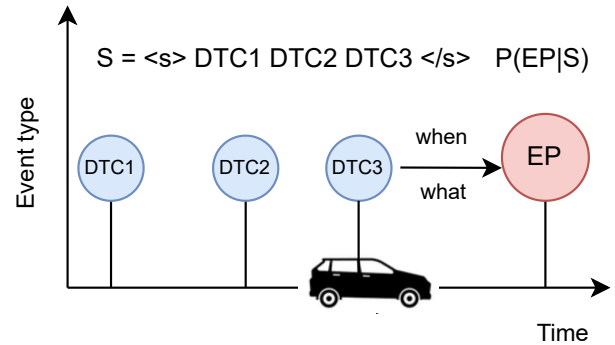 S = <s> DTC1 DTC2 DTC3 </s> P(EP|S)
Event type
DTC1
DTC2
DTC3
when
what
EP
Time